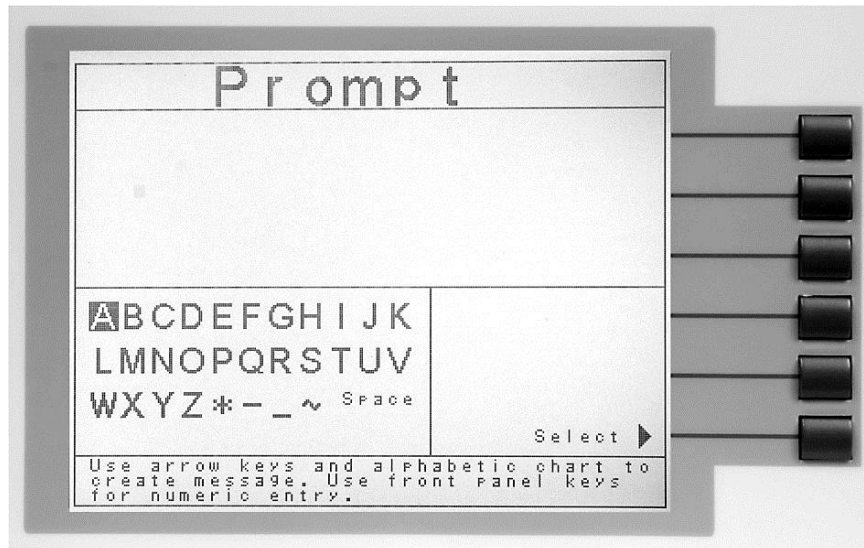 Prompt
ABCDEFGHIJK
LMNOPQRSTUV
WXYZ*-_~ Space
Select
Use arrow keys and alphabetic chart to
create message. Use front panel keys
for numeric entry.